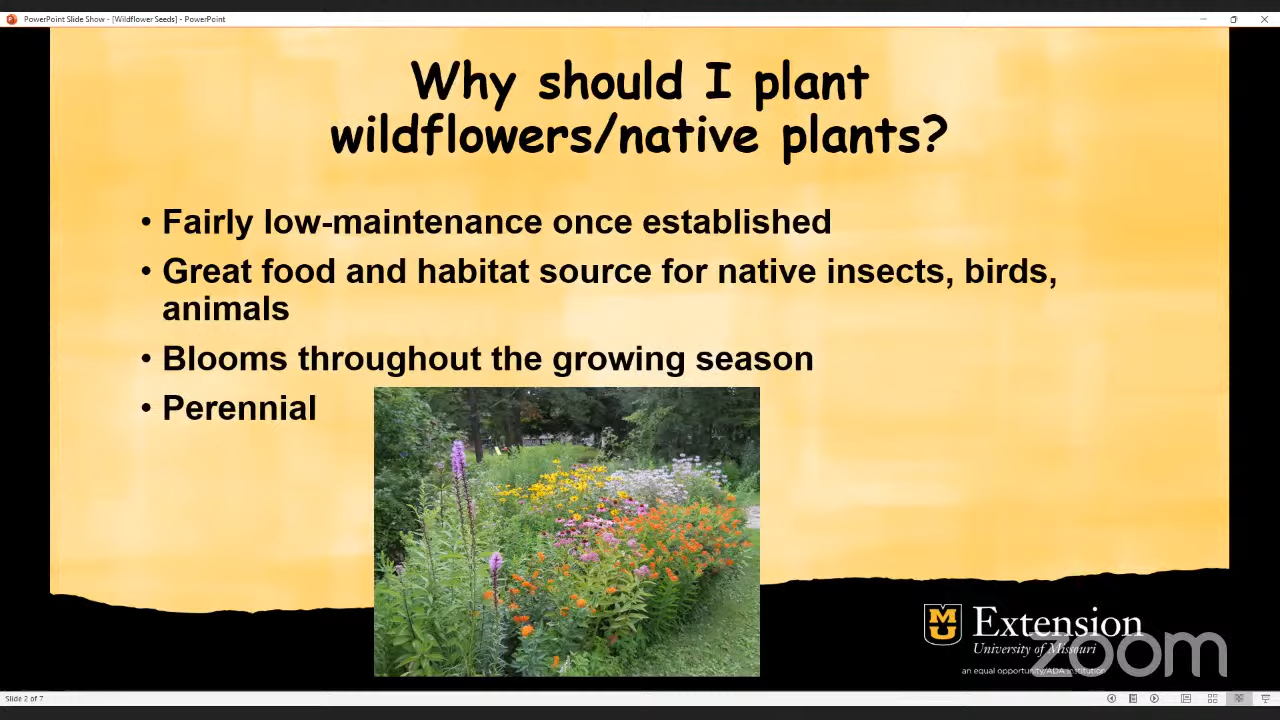 PowerPoint Slide Show - [Wildflower Seeds] - PowerPoint
Why should I plant
wildflowers/native plants?
• Fairly low-maintenance once established
• Great food and habitat source for native insects, birds,
animals
• Blooms throughout the growing season
• Perennial
MU Extension
University of Missouri
an equal opportunity/ADA institution
zoom
Slide 2 of 7